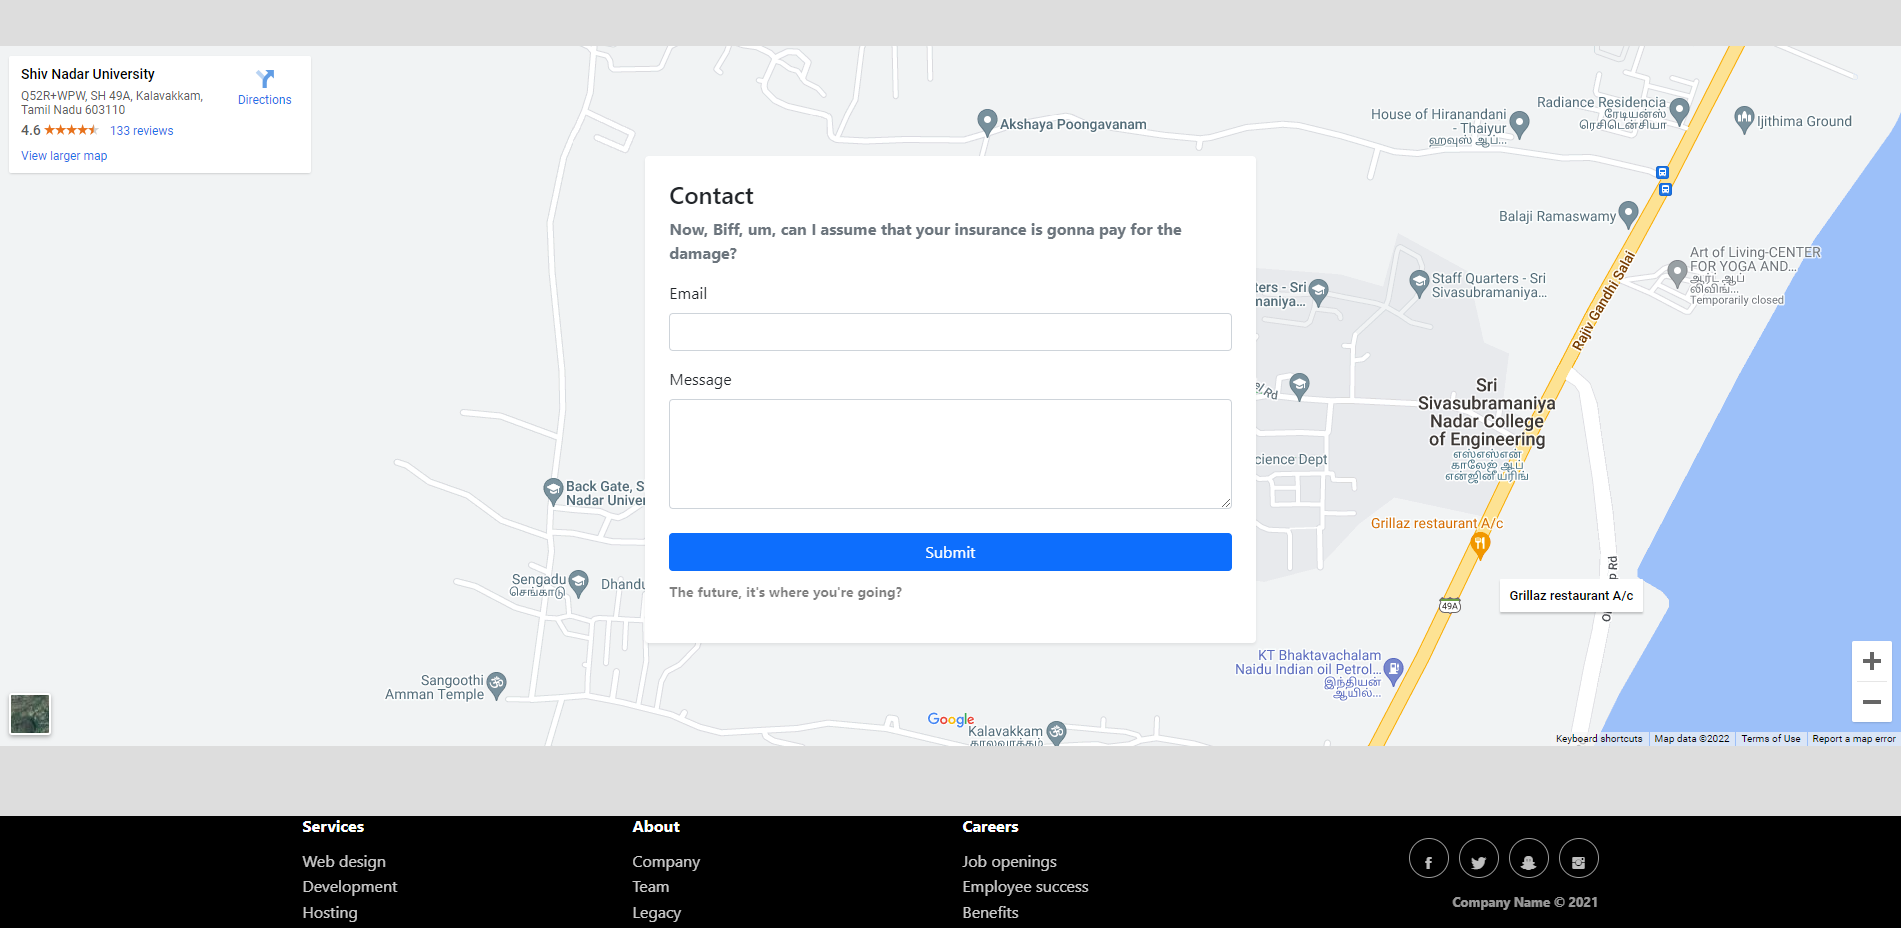 Shiv Nadar University
Q52R+WPW, SH 49A, Kalavakkam,
Tamil Nadu 603110
4.6
133 reviews
View larger map
Directions
Akshaya Poongavanam
House of Hiranandani
- Thaiyur
ஹவுஸ் ஆப்...
Radiance Residencia
ரேடியன்ஸ்
ரெசிடென்சியா
Ijithima Ground
Balaji Ramaswamy
Art of Living-CENTER
FOR YOGA AND...
ஆர்ட் ஆப்
லிவிங்...
Temporarily closed
Rajiv Gandhi Salai
Contact
Now, Biff, um, can I assume that your insurance is gonna pay for the
damage?
Email
Message
Submit
The future, it's where you're going?
ters - Sri
maniya...
Staff Quarters - Sri
Sivasubramaniya...
el Rd
Sri
Sivasubramaniya
Nadar College
of Engineering
எஸ்எஸ்என்
காலேஜ் ஆப்
என்ஜினீயரிங்
cience Dept
Back Gate, S
Nadar Univer
Grillaz restaurant A/c
Grillaz restaurant A/c
49A
p Rd
Sengadu
செங்காடு
Dhandu
KT Bhaktavachalam
Naidu Indian oil Petrol...
இந்தியன்
ஆயில்...
Sangoothi
Amman Temple
Google
Kalavakkam
காலவாக்கம்
Keyboard shortcuts
Map data ©2022
Terms of Use
Report a map error
Services
Web design
Development
Hosting
About
Company
Team
Legacy
Careers
Job openings
Employee success
Benefits
Company Name © 2021